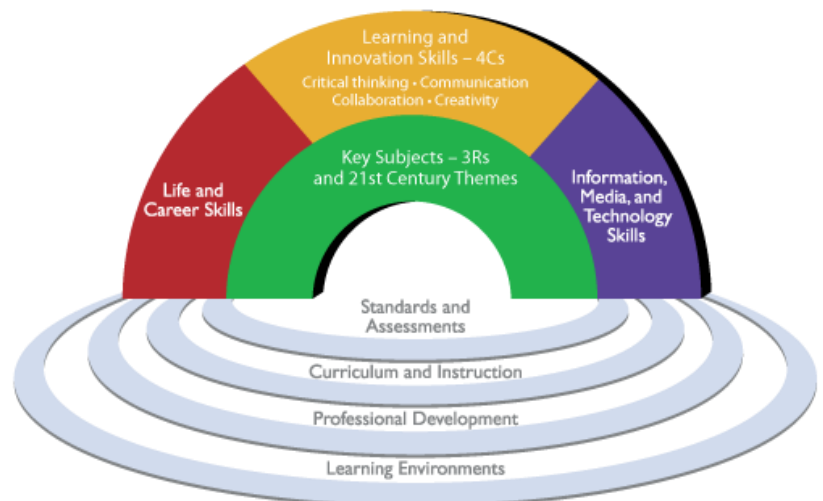 Learning and
Innovation Skills – 4Cs
Critical thinking • Communication
Collaboration • Creativity
Key Subjects – 3Rs
and 21st Century Themes
Life and
Career Skills
Information,
Media, and
Technology
Skills
Standards and
Assessments
Curriculum and Instruction
Professional Development
Learning Environments